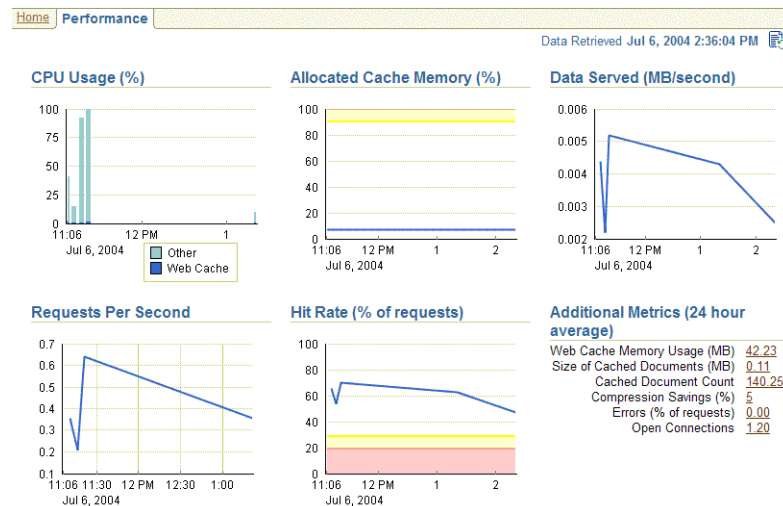 Home Performance
Data Retrieved Jul 6, 2004 2:36:04 PM
CPU Usage (%)
100
75
50
25
0
11:06 12 PM 1
Jul 6, 2004
Other
Web Cache
Allocated Cache Memory (%)
100
80
60
40
20
0
11:06 12 PM 1 2
Jul 6, 2004
Data Served (MB/second)
0.006
0.005
0.004
0.003
0.002
11:06 12 PM 1 2
Jul 6, 2004
Requests Per Second
0.7
0.6
0.5
0.4
0.3
0.2
0.1
11:06 11:30 12 PM 12:30 1:00
Jul 6, 2004
Hit Rate (% of requests)
100
80
60
40
20
0
11:06 12 PM 1 2
Jul 6, 2004
Additional Metrics (24 hour
average)
Web Cache Memory Usage (MB) 42.23
Size of Cached Documents (MB) 0.11
Cached Document Count 140.25
Compression Savings (%) 5
Errors (% of requests) 0.00
Open Connections 1.20